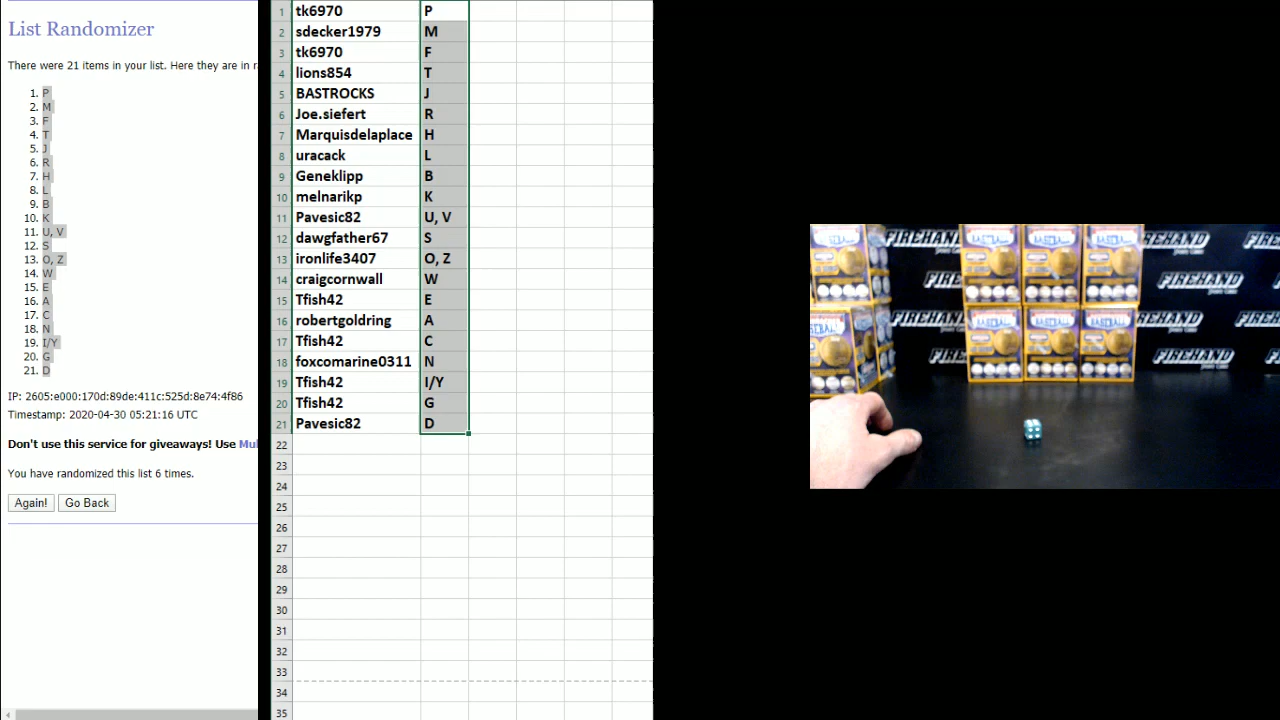 List Randomizer
There were 21 items in your list. Here they are in r
1. P
2. M
3. F
4. T
5. J
6. R
7. H
8. L
9. B
10. K
11. U, V
12. S
13. O, Z
14. W
15. E
16. A
17. C
18. N
19. I/Y
20. G
21. D
IP: 2605:e000:170d:89de:411c:525d:8e74:4f86
Timestamp: 2020-04-30 05:21:16 UTC
Don't use this service for giveaways! Use Mul
You have randomized this list 6 times.
Again! Go Back
1 tk6970 P
2 sdecker1979 M
3 tk6970 F
4 lions854 T
5 BASTROCKS J
6 Joe.siefert R
7 Marquisdelaplace H
8 uracack L
9 Geneklipp B
10 melnarikp K
11 Pavesic82 U, V
12 dawgfather67 S
13 ironlife3407 O, Z
14 craigcornwall W
15 Tfish42 E
16 robertgoldring A
17 Tfish42 C
18 foxcomarine0311 N
19 Tfish42 I/Y
20 Tfish42 G
21 Pavesic82 D
22
23
24
25
26
27
28
29
30
31
32
33
34
35
FIREHAND
FIREHAND
FIREHAND
FIREHAND
FIREHAND
BASEBALL